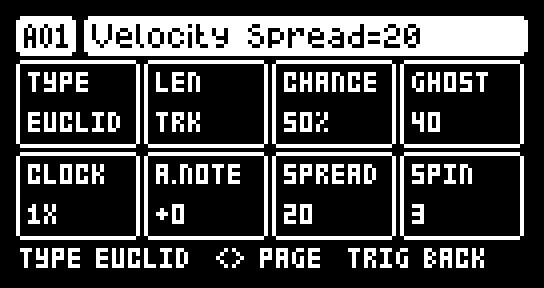 A01 Velocity Spread=20
TYPE LEN CHANCE GHOST
EUCLID TRK 50% 40
CLOCK A.NOTE SPREAD SPIN
1X +0 20 3
TYPE EUCLID <> PAGE TRIG BACK